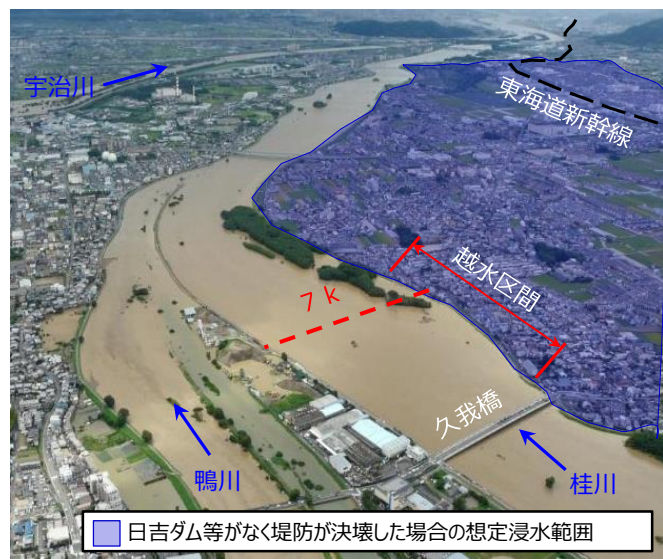 宇治川
東海道新幹線
越水区間
7k
久我橋
鴨川
桂川
日吉ダム等がなく堤防が決壊した場合の想定浸水範囲